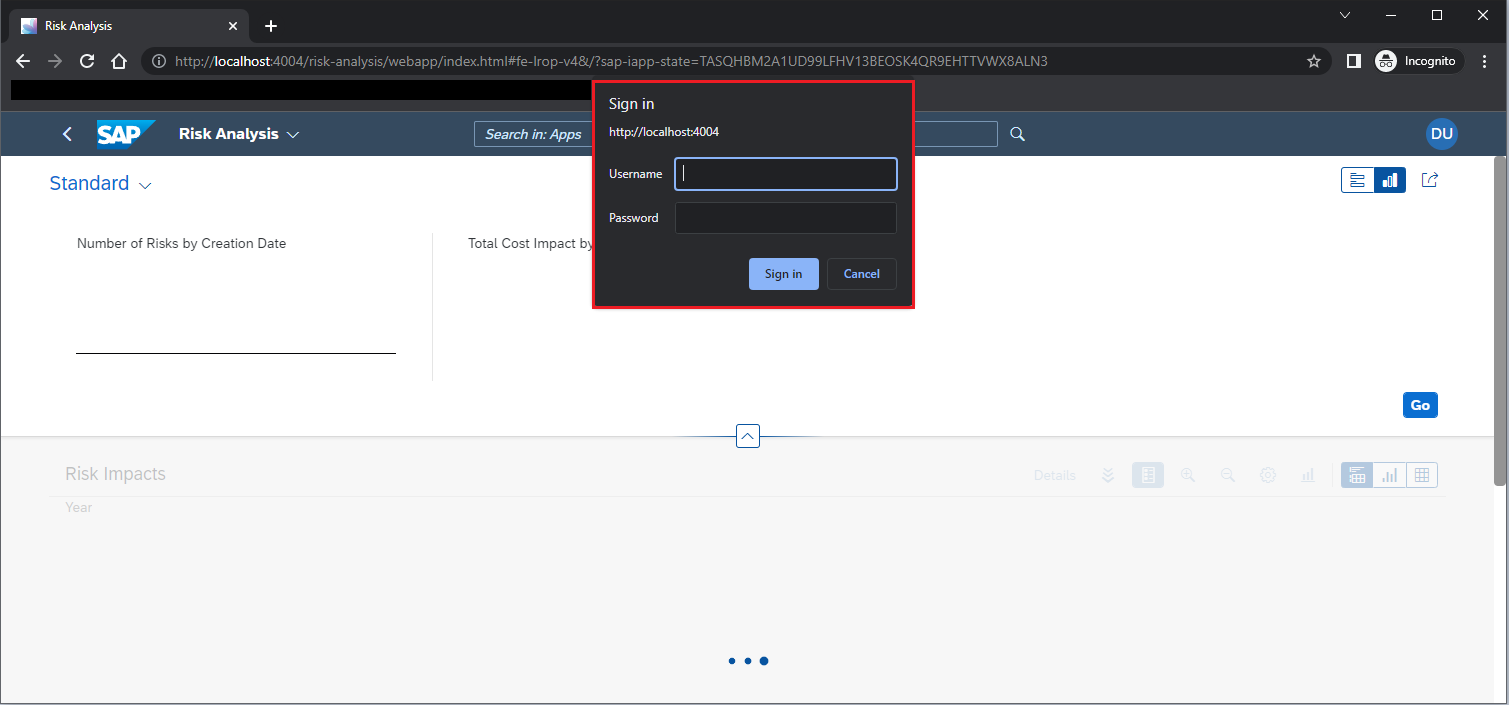 Risk Analysis
http://localhost:4004/risk-analysis/webapp/index.html#fe-lrop-v4&/?sap-iapp-state=TASQHBM2A1UD99LFHV13BEOSK4QR9EHTTVWX8ALN3
Incognito
Sign in
http://localhost:4004
Username
Password
Sign in Cancel
SAP Risk Analysis Search in: Apps DU
Standard
Number of Risks by Creation Date Total Cost Impact by
Go
Risk Impacts Details
Year